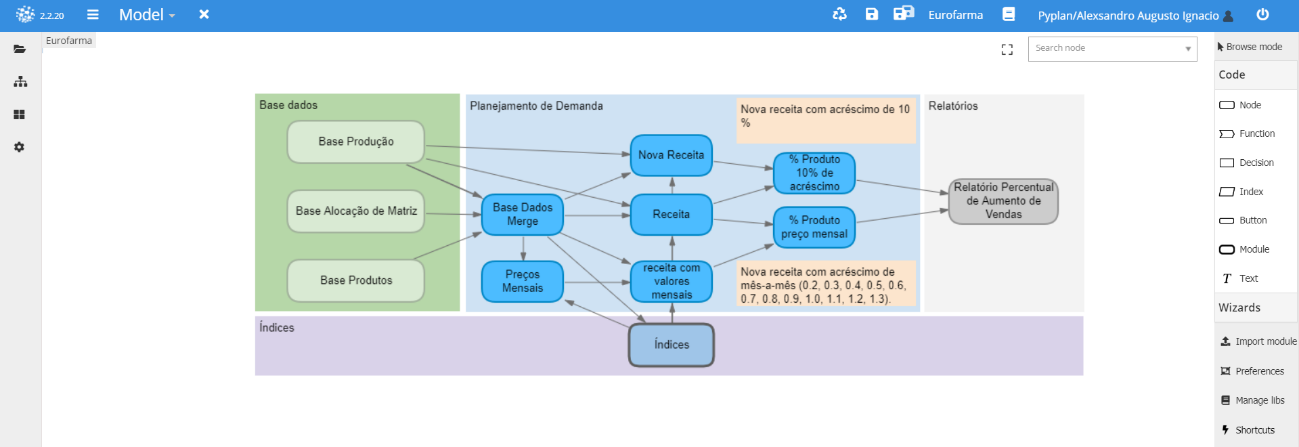 2.2.20
Model
Eurofarma
Pyplan/Alexsandro Augusto Ignacio
Eurofarma
Search node
Browse mode
Code
Node
Function
Decision
Index
Button
Module
T Text
Wizards
Import module
Preferences
Manage libs
Shortcuts
Base dados
Base Produção
Base Alocação de Matriz
Base Produtos
Planejamento de Demanda
Nova receita com acréscimo de 10
%
Nova Receita
% Produto
10% de
acréscimo
Base Dados
Merge
Receita
% Produto
preço mensal
Preços
Mensais
receita com
valores
mensais
Nova receita com acréscimo de
mês-a-mês (0.2, 0.3, 0.4, 0.5, 0.6,
0.7, 0.8, 0.9, 1.0, 1.1, 1.2, 1.3).
Relatórios
Relatório Percentual
de Aumento de
Vendas
Índices
Índices